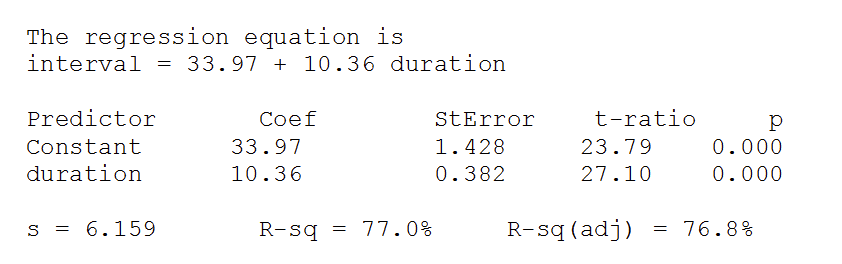 The regression equation is
interval = 33.97 + 10.36 duration
Predictor Coef StError t-ratio p
Constant 33.97 1.428 23.79 0.000
duration 10.36 0.382 27.10 0.000
s = 6.159 R-sq = 77.0% R-sq(adj) = 76.8%